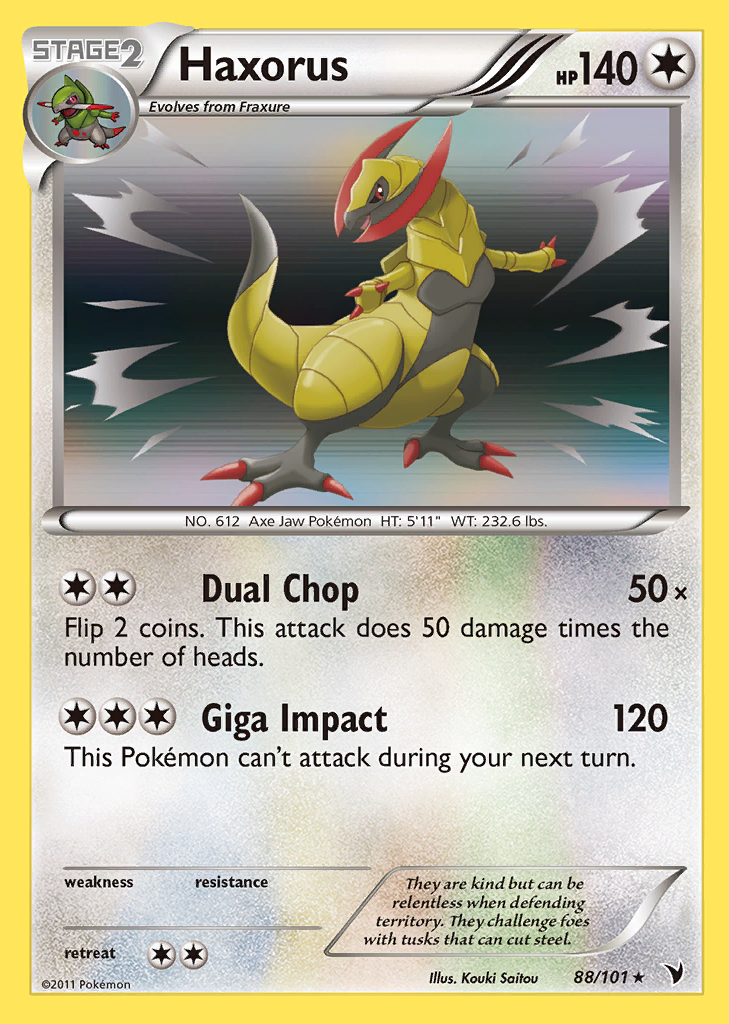 STAGE2
Haxorus
HP140
Evolves from Fraxure
NO. 612 Axe Jaw Pokémon HT: 5'11" WT: 232.6 lbs.
Dual Chop 50×
Flip 2 coins. This attack does 50 damage times the
number of heads.
Giga Impact 120
This Pokémon can't attack during your next turn.
weakness resistance
They are kind but can be
relentless when defending
territory. They challenge foes
with tusks that can cut steel.
retreat
Illus. Kouki Saitou 88/101 ★
©2011 Pokémon